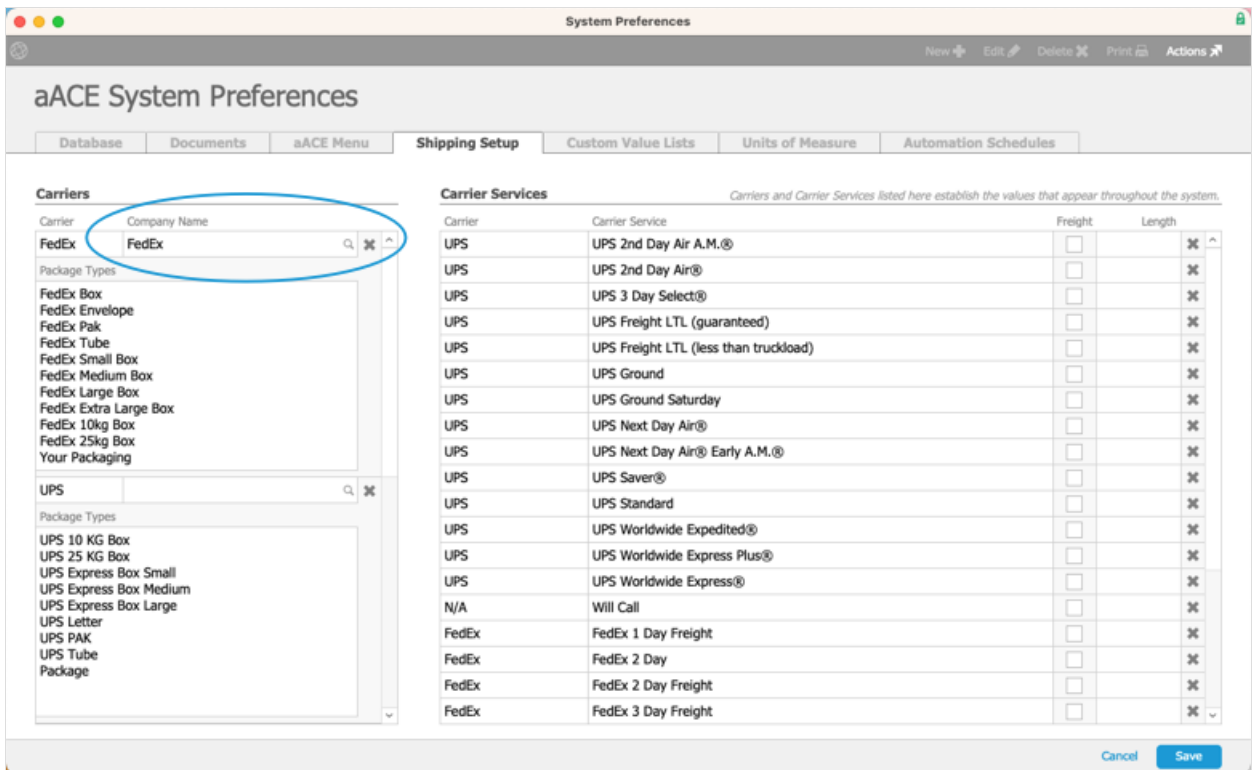 System Preferences
New Edit Delete Print Actions
aACE System Preferences
Database Documents aACE Menu Shipping Setup Custom Value Lists Units of Measure Automation Schedules
Carriers
Carrier Company Name
FedEx FedEx
Package Types
FedEx Box
FedEx Envelope
FedEx Pak
FedEx Tube
FedEx Small Box
FedEx Medium Box
FedEx Large Box
FedEx Extra Large Box
FedEx 10kg Box
FedEx 25kg Box
Your Packaging
UPS
Package Types
UPS 10 KG Box
UPS 25 KG Box
UPS Express Box Small
UPS Express Box Medium
UPS Express Box Large
UPS Letter
UPS PAK
UPS Tube
Package
Carrier Services Carriers and Carrier Services listed here establish the values that appear throughout the system.
Carrier Carrier Service Freight Length
UPS UPS 2nd Day Air A.M.®
UPS UPS 2nd Day Air®
UPS UPS 3 Day Select®
UPS UPS Freight LTL (guaranteed)
UPS UPS Freight LTL (less than truckload)
UPS UPS Ground
UPS UPS Ground Saturday
UPS UPS Next Day Air®
UPS UPS Next Day Air® Early A.M.®
UPS UPS Saver®
UPS UPS Standard
UPS UPS Worldwide Expedited®
UPS UPS Worldwide Express Plus®
UPS UPS Worldwide Express®
N/A Will Call
FedEx FedEx 1 Day Freight
FedEx FedEx 2 Day
FedEx FedEx 2 Day Freight
FedEx FedEx 3 Day Freight
Cancel Save